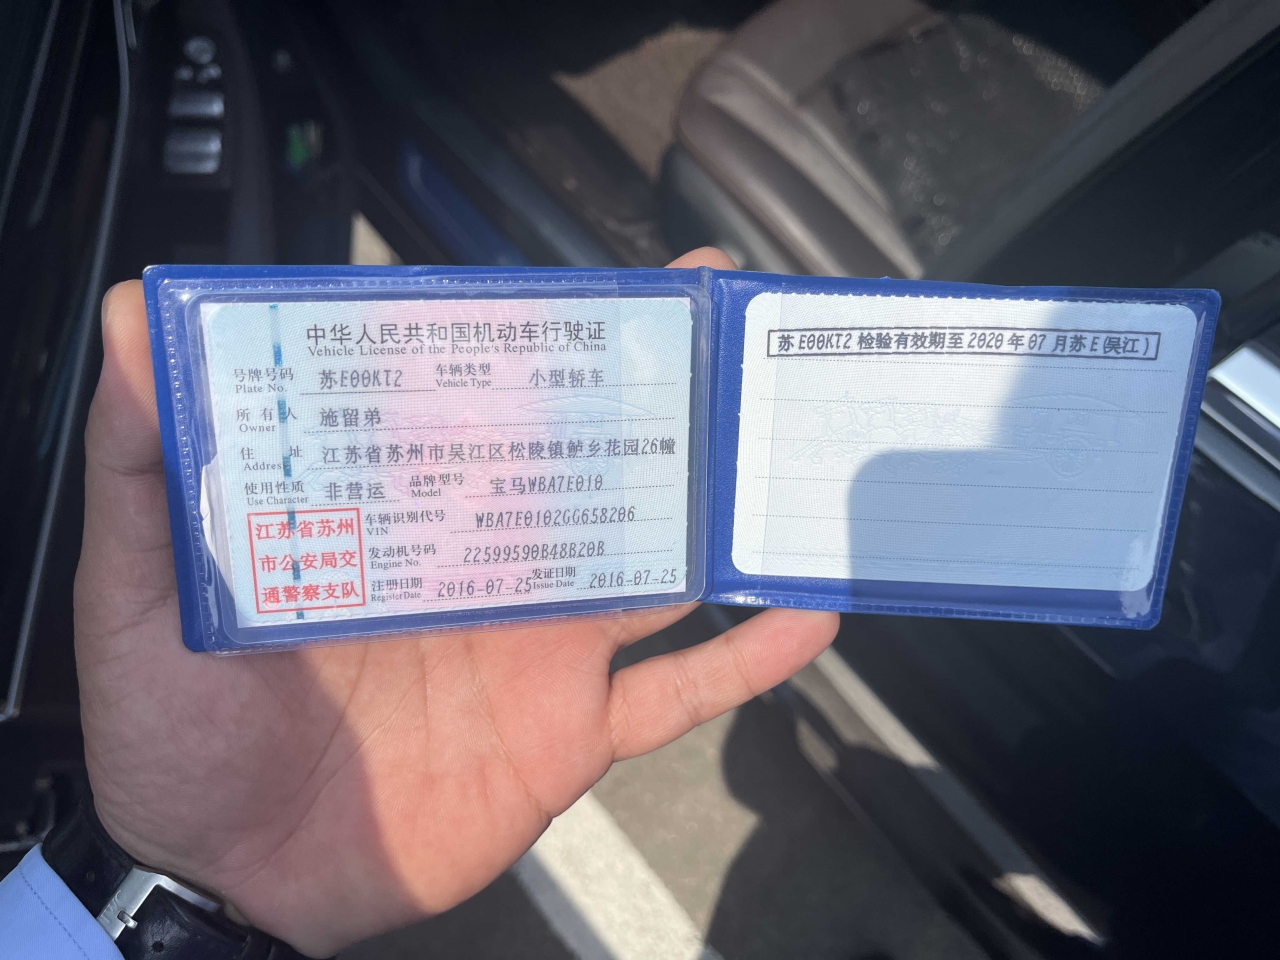 中华人民共和国机动车行驶证
Vehicle License of the People's Republic of China
号牌号码 苏E00KT2 车辆类型 小型轿车
Plate No. Vehicle Type
所有人 施留弟
Owner
住址 江苏省苏州市吴江区松陵镇鲈乡花园26幢
Address
使用性质 非营运 品牌型号 宝马WBA7E010
Use Character Model
江苏省苏州
市公安局交
通警察支队
车辆识别代号 WBA7E0102GG658206
VIN
发动机号码 22599590B48B20B
Engine No.
注册日期 2016-07-25 发证日期 2016-07-25
Register Date Issue Date
苏E00KT2检验有效期至2020年07月苏E(吴江)